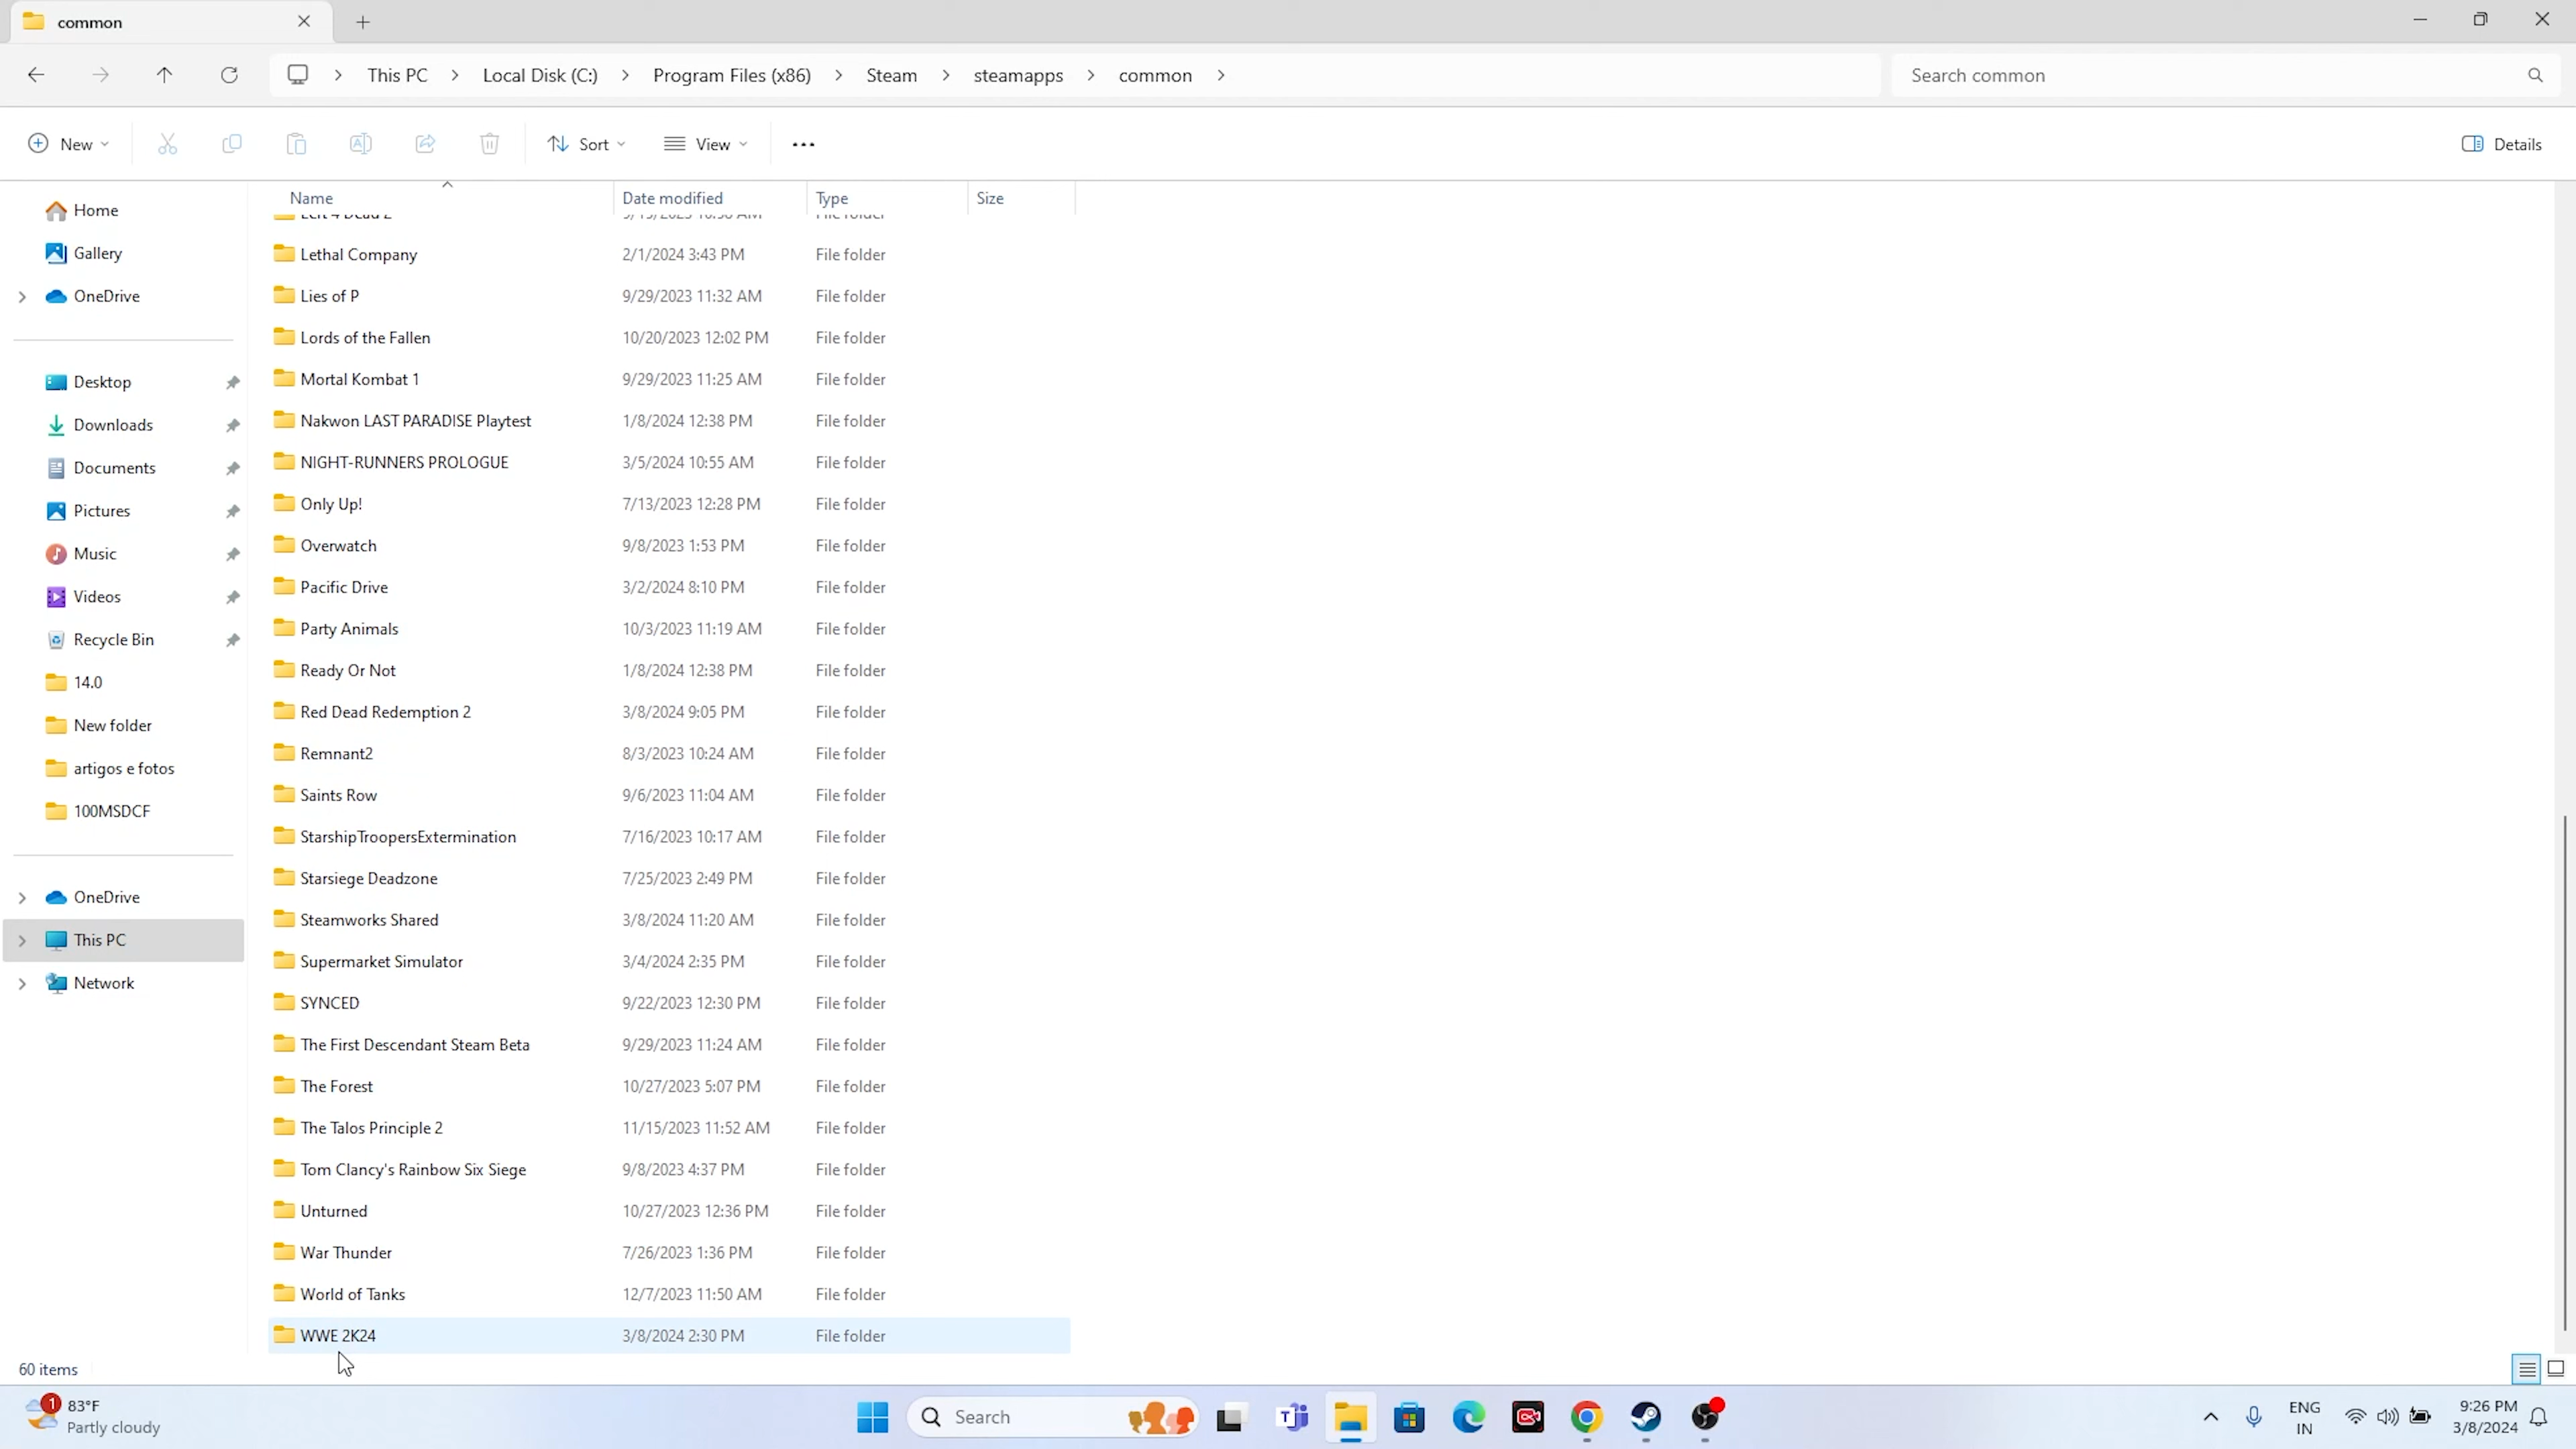 common
This PC > Local Disk (C:) > Program Files (x86) > Steam > steamapps > common >
Search common
New
Sort
View
Details
Home
Gallery
OneDrive
Desktop
Downloads
Documents
Pictures
Music
Videos
Recycle Bin
14.0
New folder
artigos e fotos
100MSDCF
OneDrive
This PC
Network
Name Date modified Type Size
Left 4 Dead 2 9/15/2023 10:58 AM File folder
Lethal Company 2/1/2024 3:43 PM File folder
Lies of P 9/29/2023 11:32 AM File folder
Lords of the Fallen 10/20/2023 12:02 PM File folder
Mortal Kombat 1 9/29/2023 11:25 AM File folder
Nakwon LAST PARADISE Playtest 1/8/2024 12:38 PM File folder
NIGHT-RUNNERS PROLOGUE 3/5/2024 10:55 AM File folder
Only Up! 7/13/2023 12:28 PM File folder
Overwatch 9/8/2023 1:53 PM File folder
Pacific Drive 3/2/2024 8:10 PM File folder
Party Animals 10/3/2023 11:19 AM File folder
Ready Or Not 1/8/2024 12:38 PM File folder
Red Dead Redemption 2 3/8/2024 9:05 PM File folder
Remnant2 8/3/2023 10:24 AM File folder
Saints Row 9/6/2023 11:04 AM File folder
StarshipTroopersExtermination 7/16/2023 10:17 AM File folder
Starsiege Deadzone 7/25/2023 2:49 PM File folder
Steamworks Shared 3/8/2024 11:20 AM File folder
Supermarket Simulator 3/4/2024 2:35 PM File folder
SYNCED 9/22/2023 12:30 PM File folder
The First Descendant Steam Beta 9/29/2023 11:24 AM File folder
The Forest 10/27/2023 5:07 PM File folder
The Talos Principle 2 11/15/2023 11:52 AM File folder
Tom Clancy's Rainbow Six Siege 9/8/2023 4:37 PM File folder
Unturned 10/27/2023 12:36 PM File folder
War Thunder 7/26/2023 1:36 PM File folder
World of Tanks 12/7/2023 11:50 AM File folder
WWE 2K24 3/8/2024 2:30 PM File folder
60 items
1
83°F
Partly cloudy
Search
ENG
IN
9:26 PM
3/8/2024